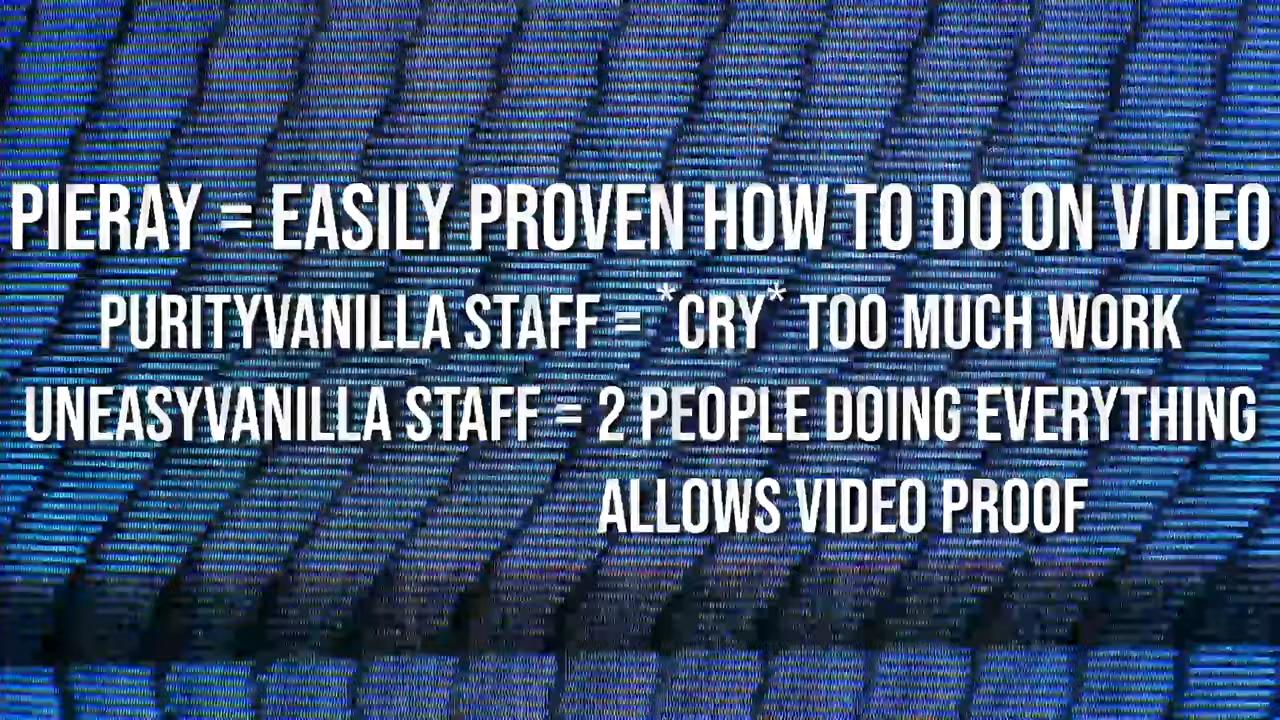 PIERAY = EASILY PROVEN HOW TO DO ON VIDEO
PURITYVANILLA STAFF = *CRY* TOO MUCH WORK
UNEASYVANILLA STAFF = 2 PEOPLE DOING EVERYTHING
ALLOWS VIDEO PROOF